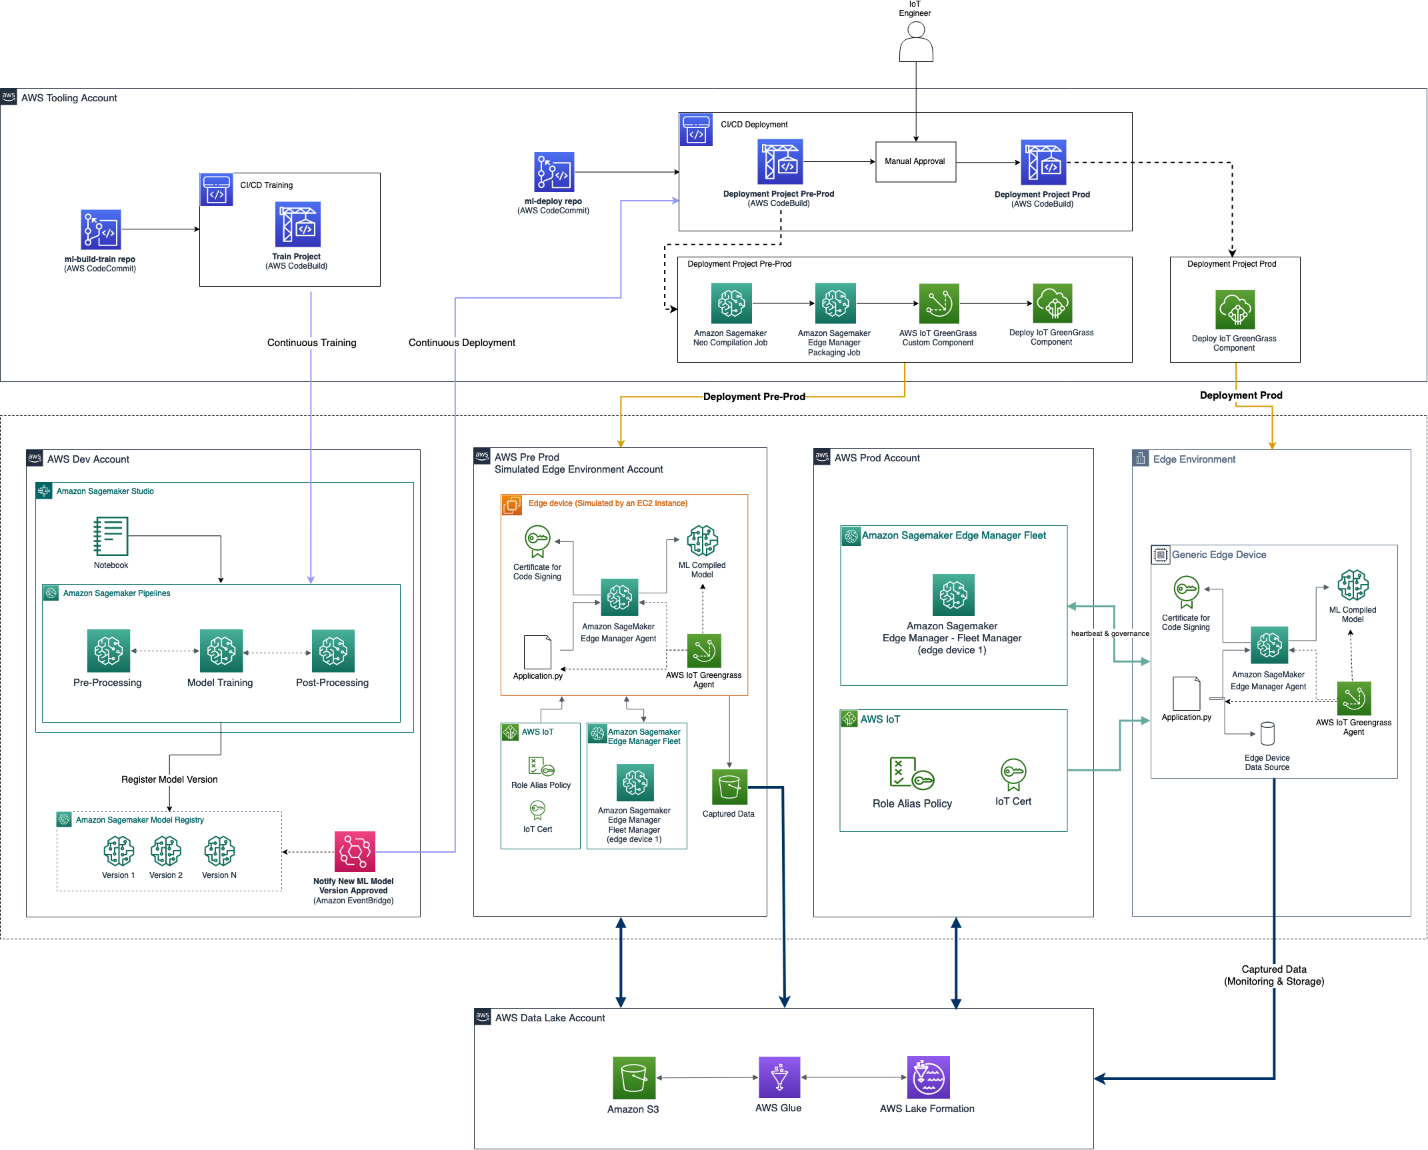 IoT
Engineer
aws
AWS Tooling Account
CI/CD Deployment
Manual Approval
Deployment Project Pre-Prod
(AWS CodeBuild)
Deployment Project Prod
(AWS CodeBuild)
ml-deploy repo
(AWS CodeCommit)
CI/CD Training
Train Project
(AWS CodeBuild)
ml-build-train repo
(AWS CodeCommit)
Deployment Project Pre-Prod
Amazon Sagemaker
Neo Compilation Job
Amazon Sagemaker
Edge Manager
Packaging Job
AWS IoT GreenGrass
Custom Component
Deploy IoT GreenGrass
Component
Deployment Project Prod
Deploy IoT GreenGrass
Component
Continuous Training
Continuous Deployment
Deployment Pre-Prod
Deployment Prod
aws
AWS Dev Account
Amazon Sagemaker Studio
Notebook
Amazon Sagemaker Pipelines
Pre-Processing
Model Training
Post-Processing
Register Model Version
Amazon Sagemaker Model Registry
Version 1
Version 2
Version N
Notify New ML Model
Version Approved
(Amazon EventBridge)
aws
AWS Pre Prod
Simulated Edge Environment Account
Edge device (Simulated by an EC2 Instance)
Certificate for
Code Signing
ML Compiled
Model
Amazon SageMaker
Edge Manager Agent
Application.py
AWS IoT Greengrass
Agent
AWS IoT
Role Alias Policy
IoT Cert
Amazon Sagemaker
Edge Manager Fleet
Amazon Sagemaker
Edge Manager
Fleet Manager
(edge device 1)
Captured Data
aws
AWS Prod Account
Amazon Sagemaker Edge Manager Fleet
Amazon Sagemaker
Edge Manager - Fleet Manager
(edge device 1)
heartbeat & governance
AWS IoT
Role Alias Policy
IoT Cert
Edge Environment
Generic Edge Device
Certificate for
Code Signing
ML Compiled
Model
Amazon SageMaker
Edge Manager Agent
Application.py
AWS IoT Greengrass
Agent
Edge Device
Data Source
Captured Data
(Monitoring & Storage)
aws
AWS Data Lake Account
Amazon S3
AWS Glue
AWS Lake Formation